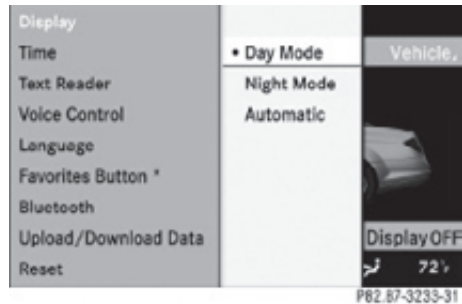 Display
Time
Text Reader
Voice Control
Language
Favorites Button *
Bluetooth
Upload/Download Data
Reset
• Day Mode
Night Mode
Automatic
Vehicle,
Display OFF
72°
P82.87-3233-31